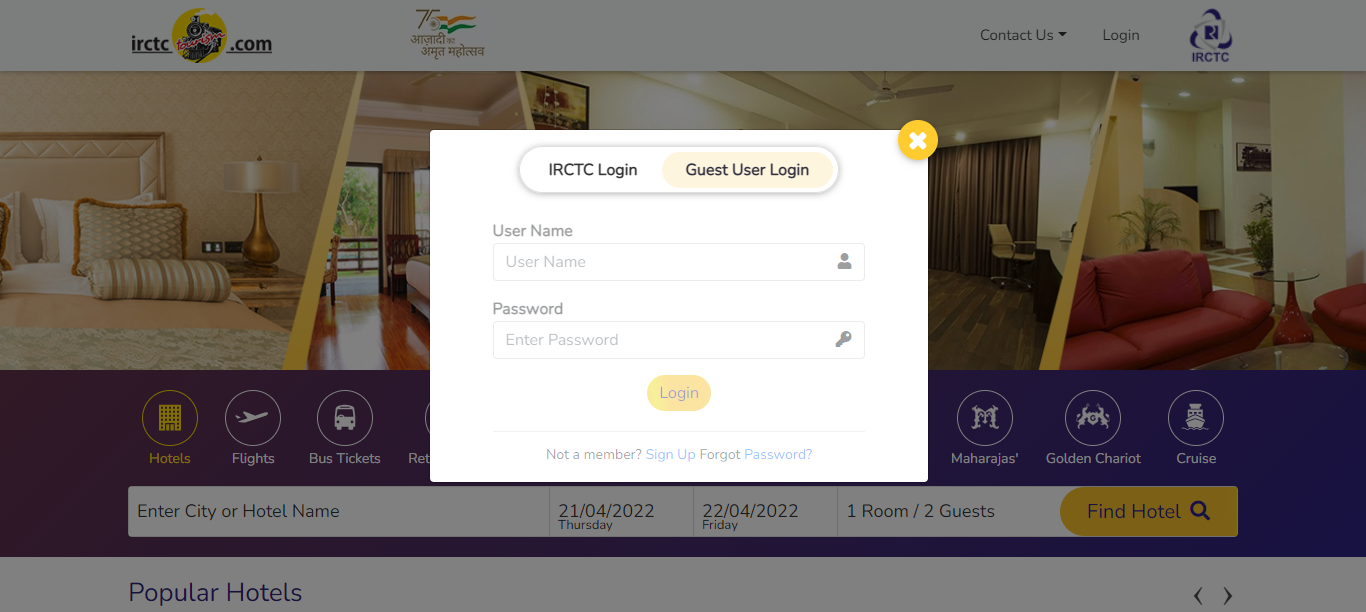 irctc tourism .com
75
आज़ादी का
अमृत महोत्सव
Contact Us
Login
IRCTC
IRCTC Login
Guest User Login
User Name
User Name
Password
Enter Password
Login
Not a member? Sign Up Forgot Password?
Hotels
Flights
Bus Tickets
Ret
Maharajas'
Golden Chariot
Cruise
Enter City or Hotel Name
21/04/2022
Thursday
22/04/2022
Friday
1 Room / 2 Guests
Find Hotel
Popular Hotels